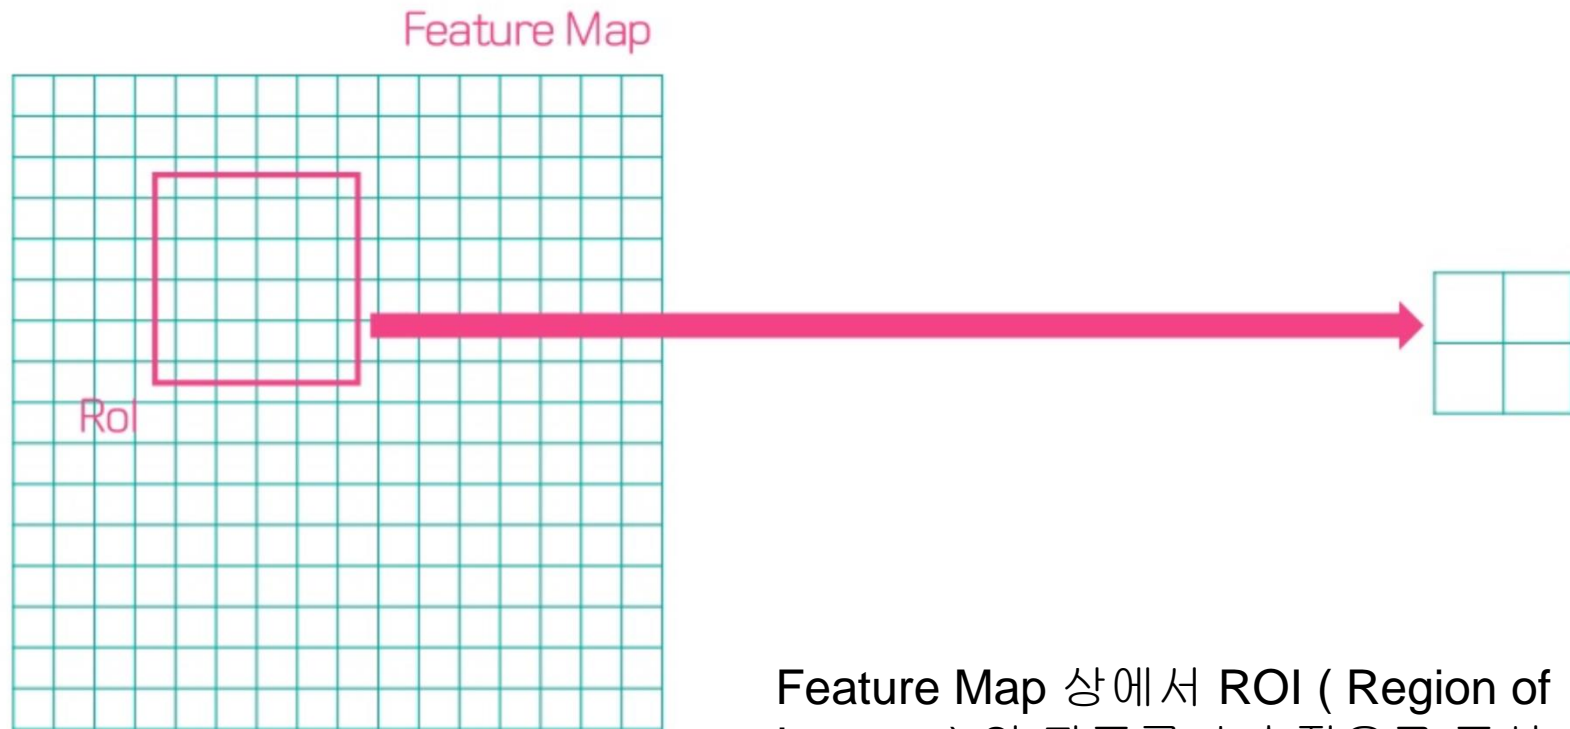 Feature Map
RoI
Feature Map 상에서 ROI ( Region of